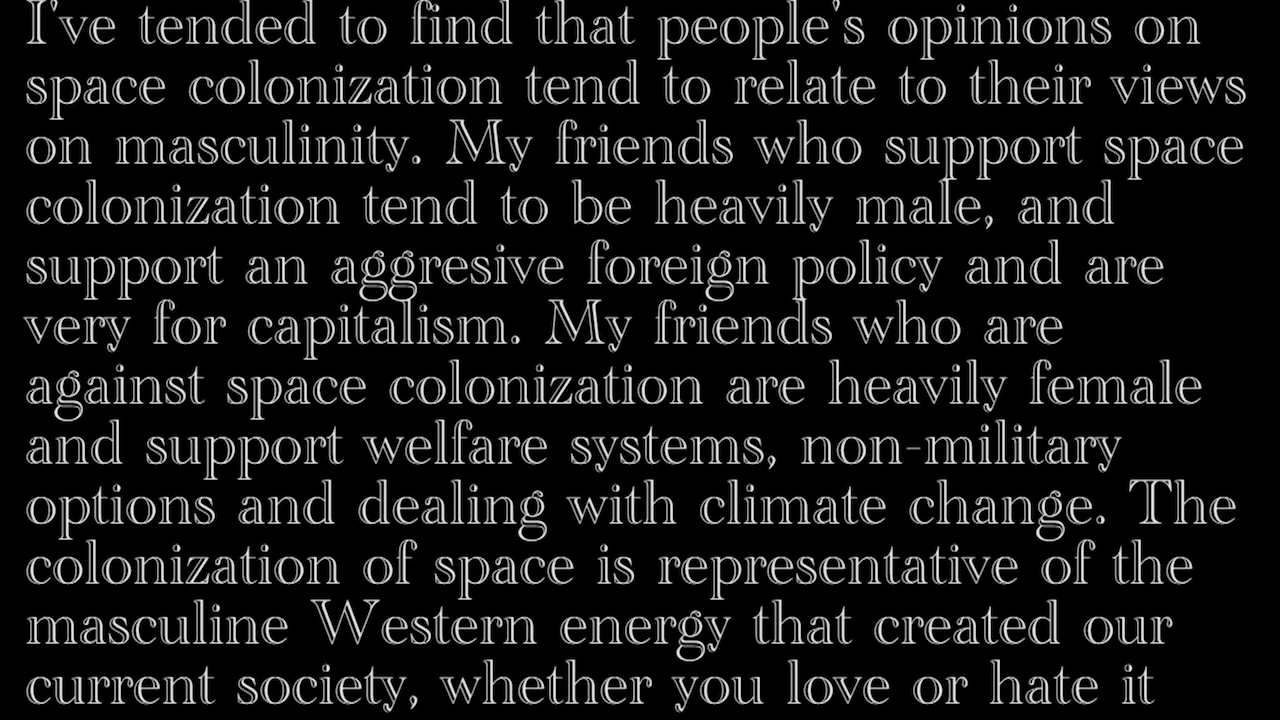 I've tended to find that people's opinions on
space colonization tend to relate to their views
on masculinity. My friends who support space
colonization tend to be heavily male, and
support an aggresive foreign policy and are
very for capitalism. My friends who are
against space colonization are heavily female
and support welfare systems, non-military
options and dealing with climate change. The
colonization of space is representative of the
masculine Western energy that created our
current society, whether you love or hate it